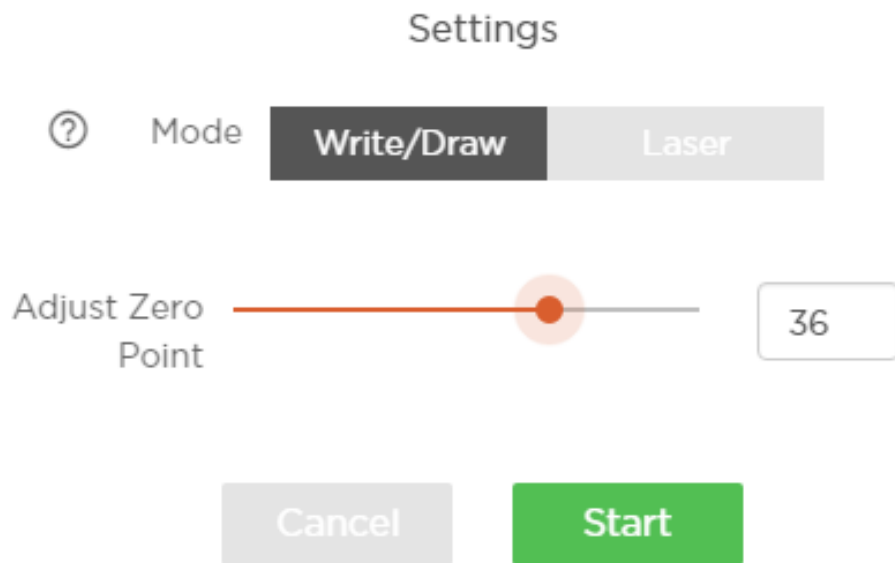 Settings
? Mode Write/Draw Laser
Adjust Zero
Point
36
Cancel Start